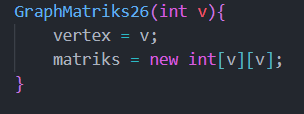 GraphMatriks26(int v){
    vertex = v;
    matriks = new int[v][v];
}